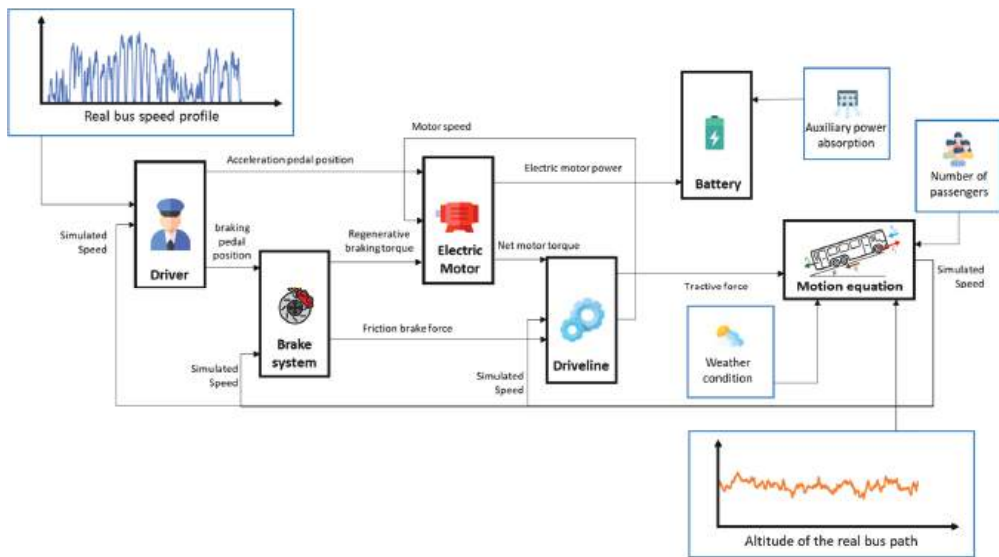 Real bus speed profile
Motor speed
Acceleration pedal position
Electric motor power
Battery
Auxiliary power
absorption
Number of
passengers
Simulated
Speed
Driver
braking
pedal
position
Regenerative
braking torque
Electric
Motor
Net motor torque
Tractive force
Motion equation
Simulated
Speed
Brake
system
Friction brake force
Driveline
Weather
condition
Simulated
Speed
Simulated
Speed
Altitude of the real bus path